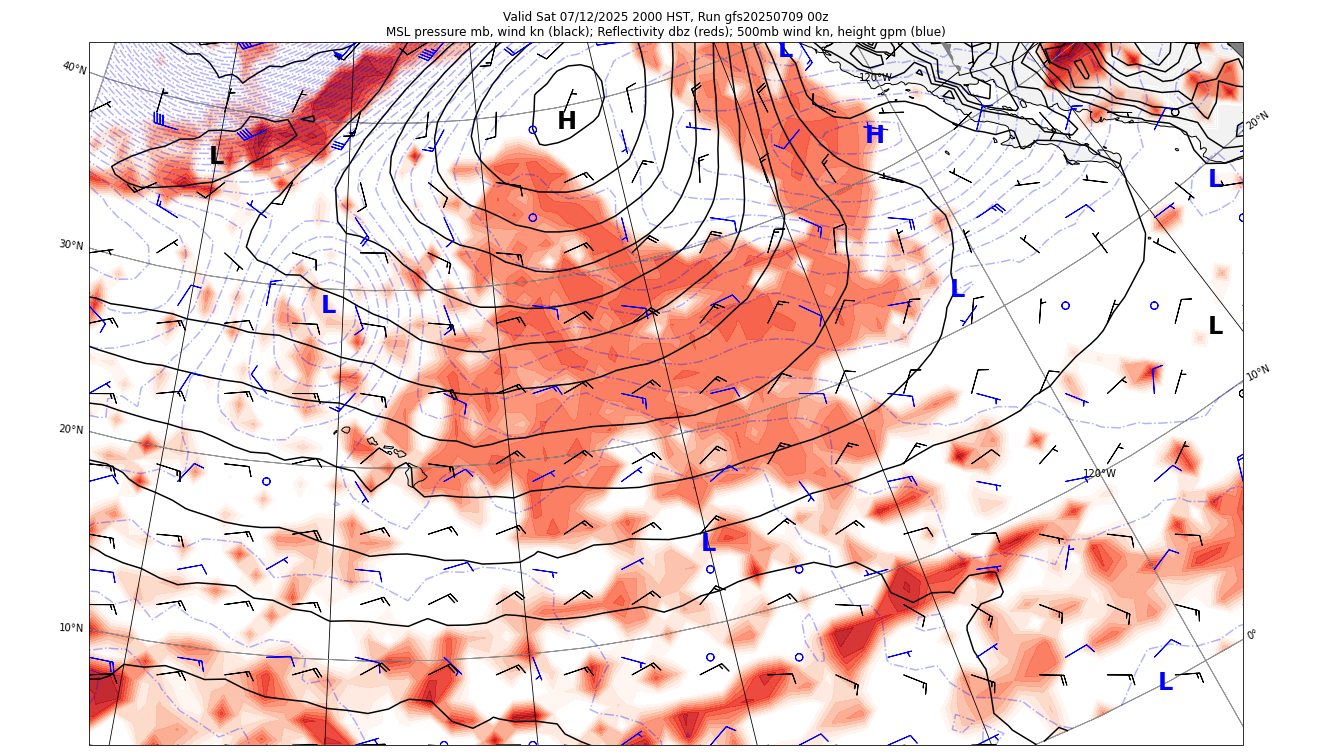 Valid Sat 07/12/2025 2000 HST, Run gfs20250709 00z
MSL pressure mb, wind kn (black); Reflectivity dbz (reds); 500mb wind kn, height gpm (blue)
L
40°N
120°W
H
H
20°N
L
L
30°N
L
L
L
10°N
20°N
120°W
L
10°N
0°
L